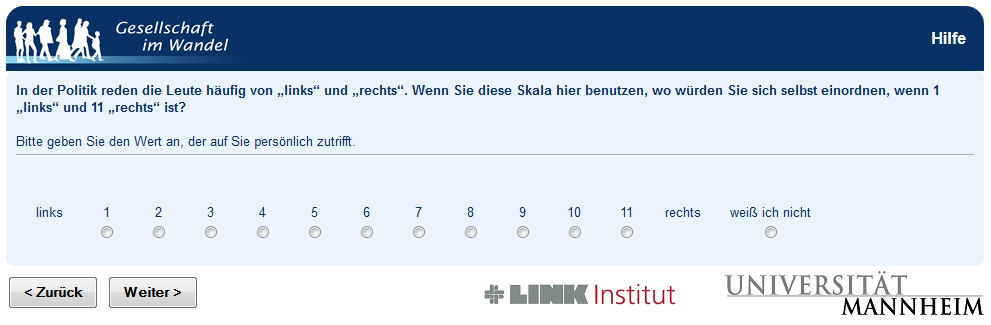 Gesellschaft
im Wandel
Hilfe
In der Politik reden die Leute häufig von „links“ und „rechts“. Wenn Sie diese Skala hier benutzen, wo würden Sie sich selbst einordnen, wenn 1
„links“ und 11 „rechts“ ist?
Bitte geben Sie den Wert an, der auf Sie persönlich zutrifft.
links 1 2 3 4 5 6 7 8 9 10 11 rechts weiß ich nicht
< Zurück Weiter >
LINK Institut
UNIVERSITÄT
MANNHEIM